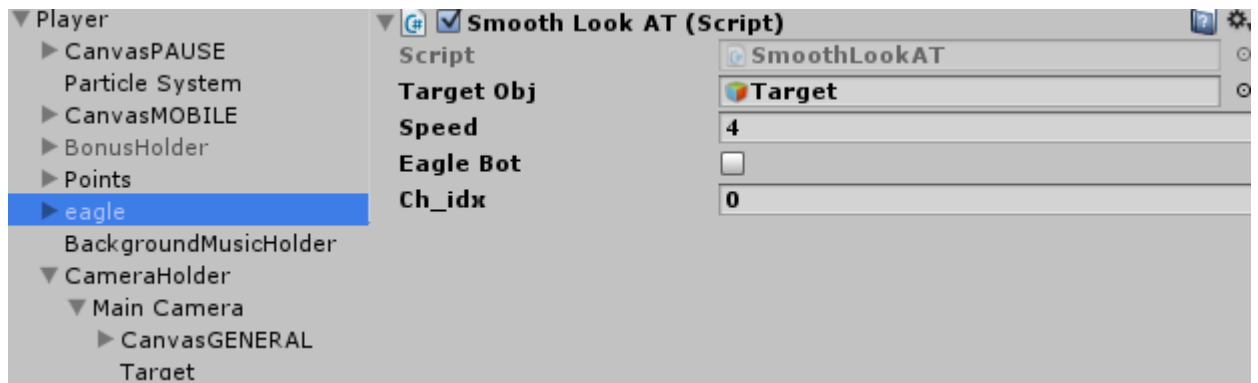 Player
CanvasPAUSE
Particle System
CanvasMOBILE
BonusHolder
Points
eagle
BackgroundMusicHolder
CameraHolder
Main Camera
CanvasGENERAL
Target
Smooth Look AT (Script)
Script SmoothLookAT
Target Obj Target
Speed 4
Eagle Bot
Ch_idx 0